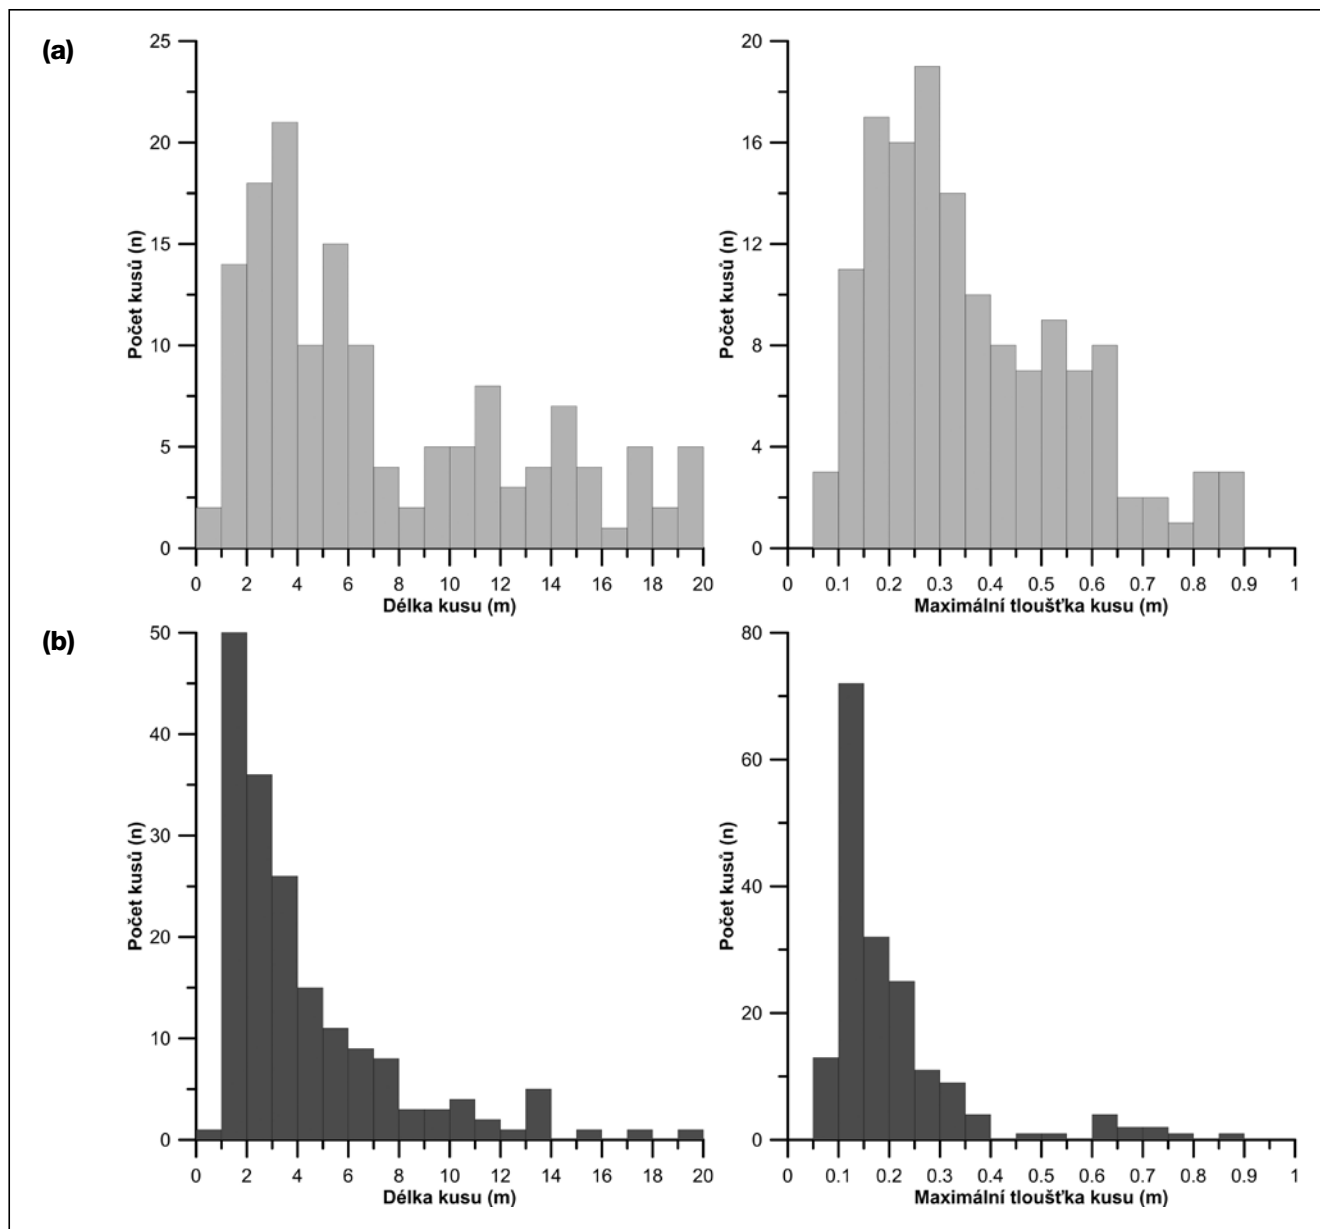 (a)
25
20
15
10
5
0
Počet kusů (n)
0 2 4 6 8 10 12 14 16 18 20
Délka kusu (m)
20
16
12
8
4
0
Počet kusů (n)
0 0.1 0.2 0.3 0.4 0.5 0.6 0.7 0.8 0.9 1
Maximální tloušťka kusu (m)
(b)
50
40
30
20
10
0
Počet kusů (n)
0 2 4 6 8 10 12 14 16 18 20
Délka kusu (m)
80
60
40
20
0
Počet kusů (n)
0 0.1 0.2 0.3 0.4 0.5 0.6 0.7 0.8 0.9 1
Maximální tloušťka kusu (m)